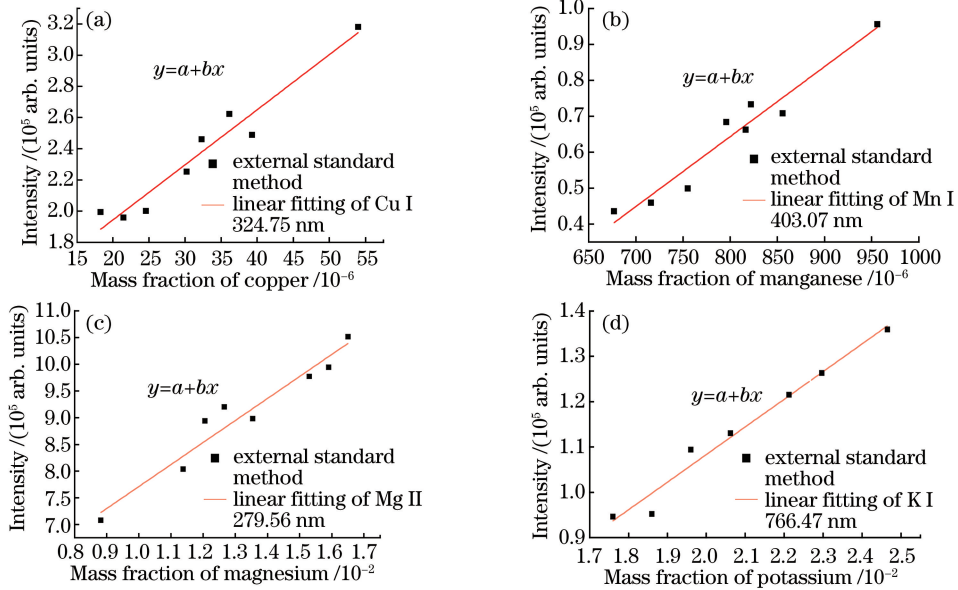 (a)
3.2
3.0
2.6
2.4
2.2
2.0
1.8
Intensity /(10⁵ arb. units)
y=a+bx
external standard
method
linear fitting of Cu I
324.75 nm
15 20 25 30 35 40 45 50 55
Mass fraction of copper /10⁻⁶
(b)
1.0
0.9
0.8
0.7
0.6
0.5
0.4
Intensity /(10⁵ arb. units)
y=a+bx
external standard
method
linear fitting of Mn I
403.07 nm
650 700 750 800 850 900 950 1000
Mass fraction of manganese /10⁻⁶
(c)
11.0
10.5
10.0
9.5
9.0
8.5
8.0
7.5
7.0
Intensity /(10⁵ arb. units)
y=a+bx
external standard
method
linear fitting of Mg II
279.56 nm
0.8 0.9 1.0 1.1 1.2 1.3 1.4 1.5 1.6 1.7
Mass fraction of magnesium /10⁻²
(d)
1.4
1.3
1.2
1.1
1.0
0.9
Intensity /(10⁵ arb. units)
y=a+bx
external standard
method
linear fitting of K I
766.47 nm
1.7 1.8 1.9 2.0 2.1 2.2 2.3 2.4 2.5
Mass fraction of potassium /10⁻²